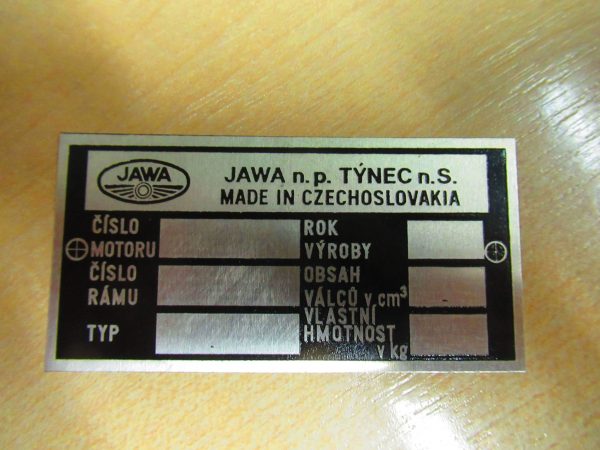 JAWA
JAWA n.p. TÝNEC n.S.
MADE IN CZECHOSLOVAKIA
ČÍSLO
MOTORU
ČÍSLO
RÁMU
TYP
ROK
VÝROBY
OBSAH
VÁLCŮ v cm³
VLASTNÍ
HMOTNOST
v kg